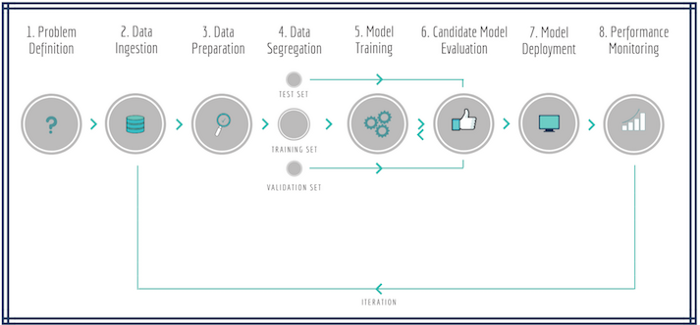 1. Problem
Definition
2. Data
Ingestion
3. Data
Preparation
4. Data
Segregation
5. Model
Training
6. Candidate Model
Evaluation
7. Model
Deployment
8. Performance
Monitoring
TEST SET
?
TRAINING SET
VALIDATION SET
ITERATION